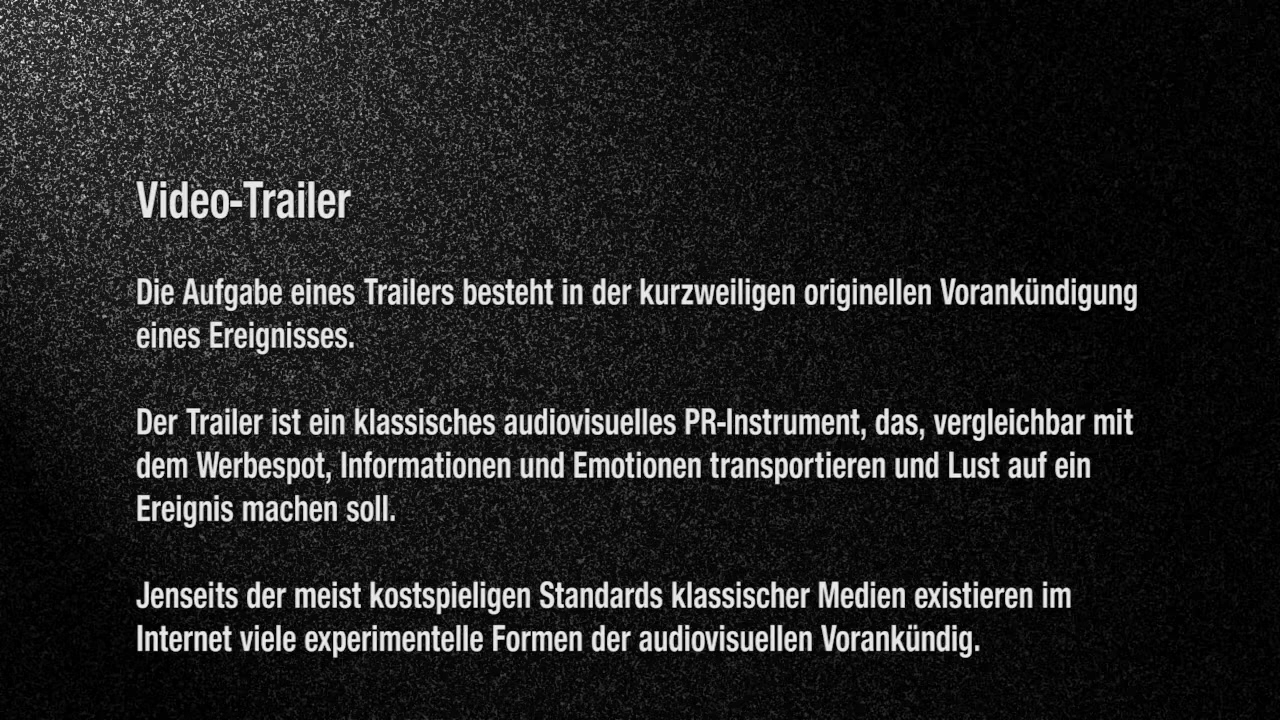 Video-Trailer
Die Aufgabe eines Trailers besteht in der kurzweiligen originellen Vorankündigung
eines Ereignisses.
Der Trailer ist ein klassisches audiovisuelles PR-Instrument, das, vergleichbar mit
dem Werbespot, Informationen und Emotionen transportieren und Lust auf ein
Ereignis machen soll.
Jenseits der meist kostspieligen Standards klassischer Medien existieren im
Internet viele experimentelle Formen der audiovisuellen Vorankündig.